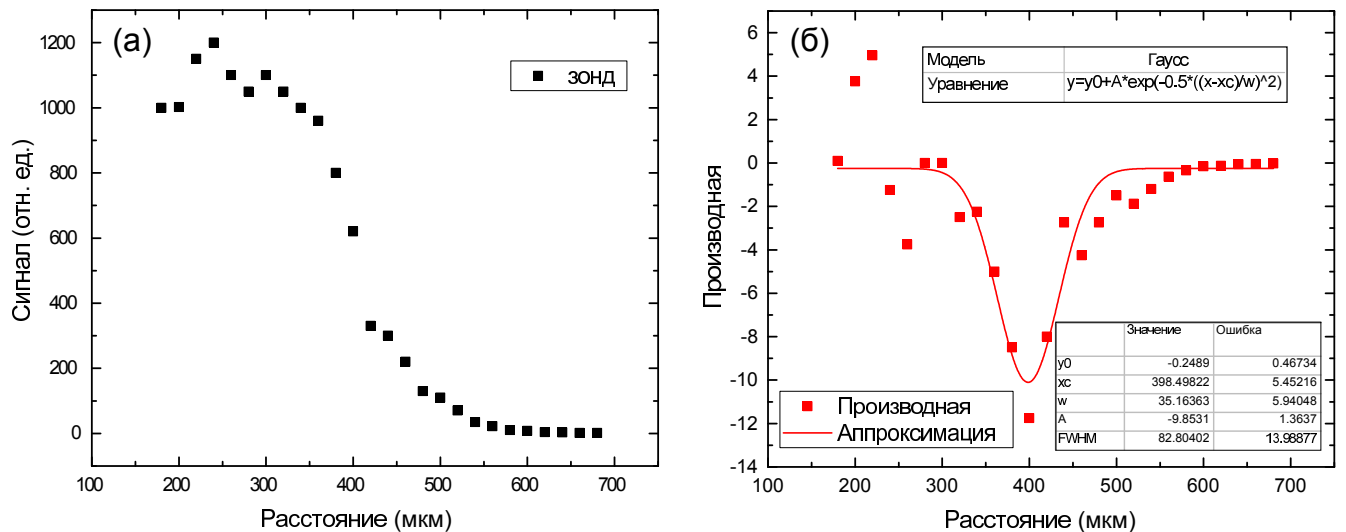 (а)
зонд
1200
1000
800
600
400
200
0
Сигнал (отн. ед.)
100 200 300 400 500 600 700
Расстояние (мкм)
(б)
Модель Гаусс
Уравнение y=y0+A*exp(-0.5*((x-xc)/w)^2)
6
4
2
0
-2
-4
-6
-8
-10
-12
-14
Производная
Значение Ошибка
y0 -0.2489 0.46734
xc 398.49822 5.45216
w 35.16363 5.94048
A -9.8531 1.3637
FWHM 82.80402 13.98877
Производная
Аппроксимация
100 200 300 400 500 600 700
Расстояние (мкм)